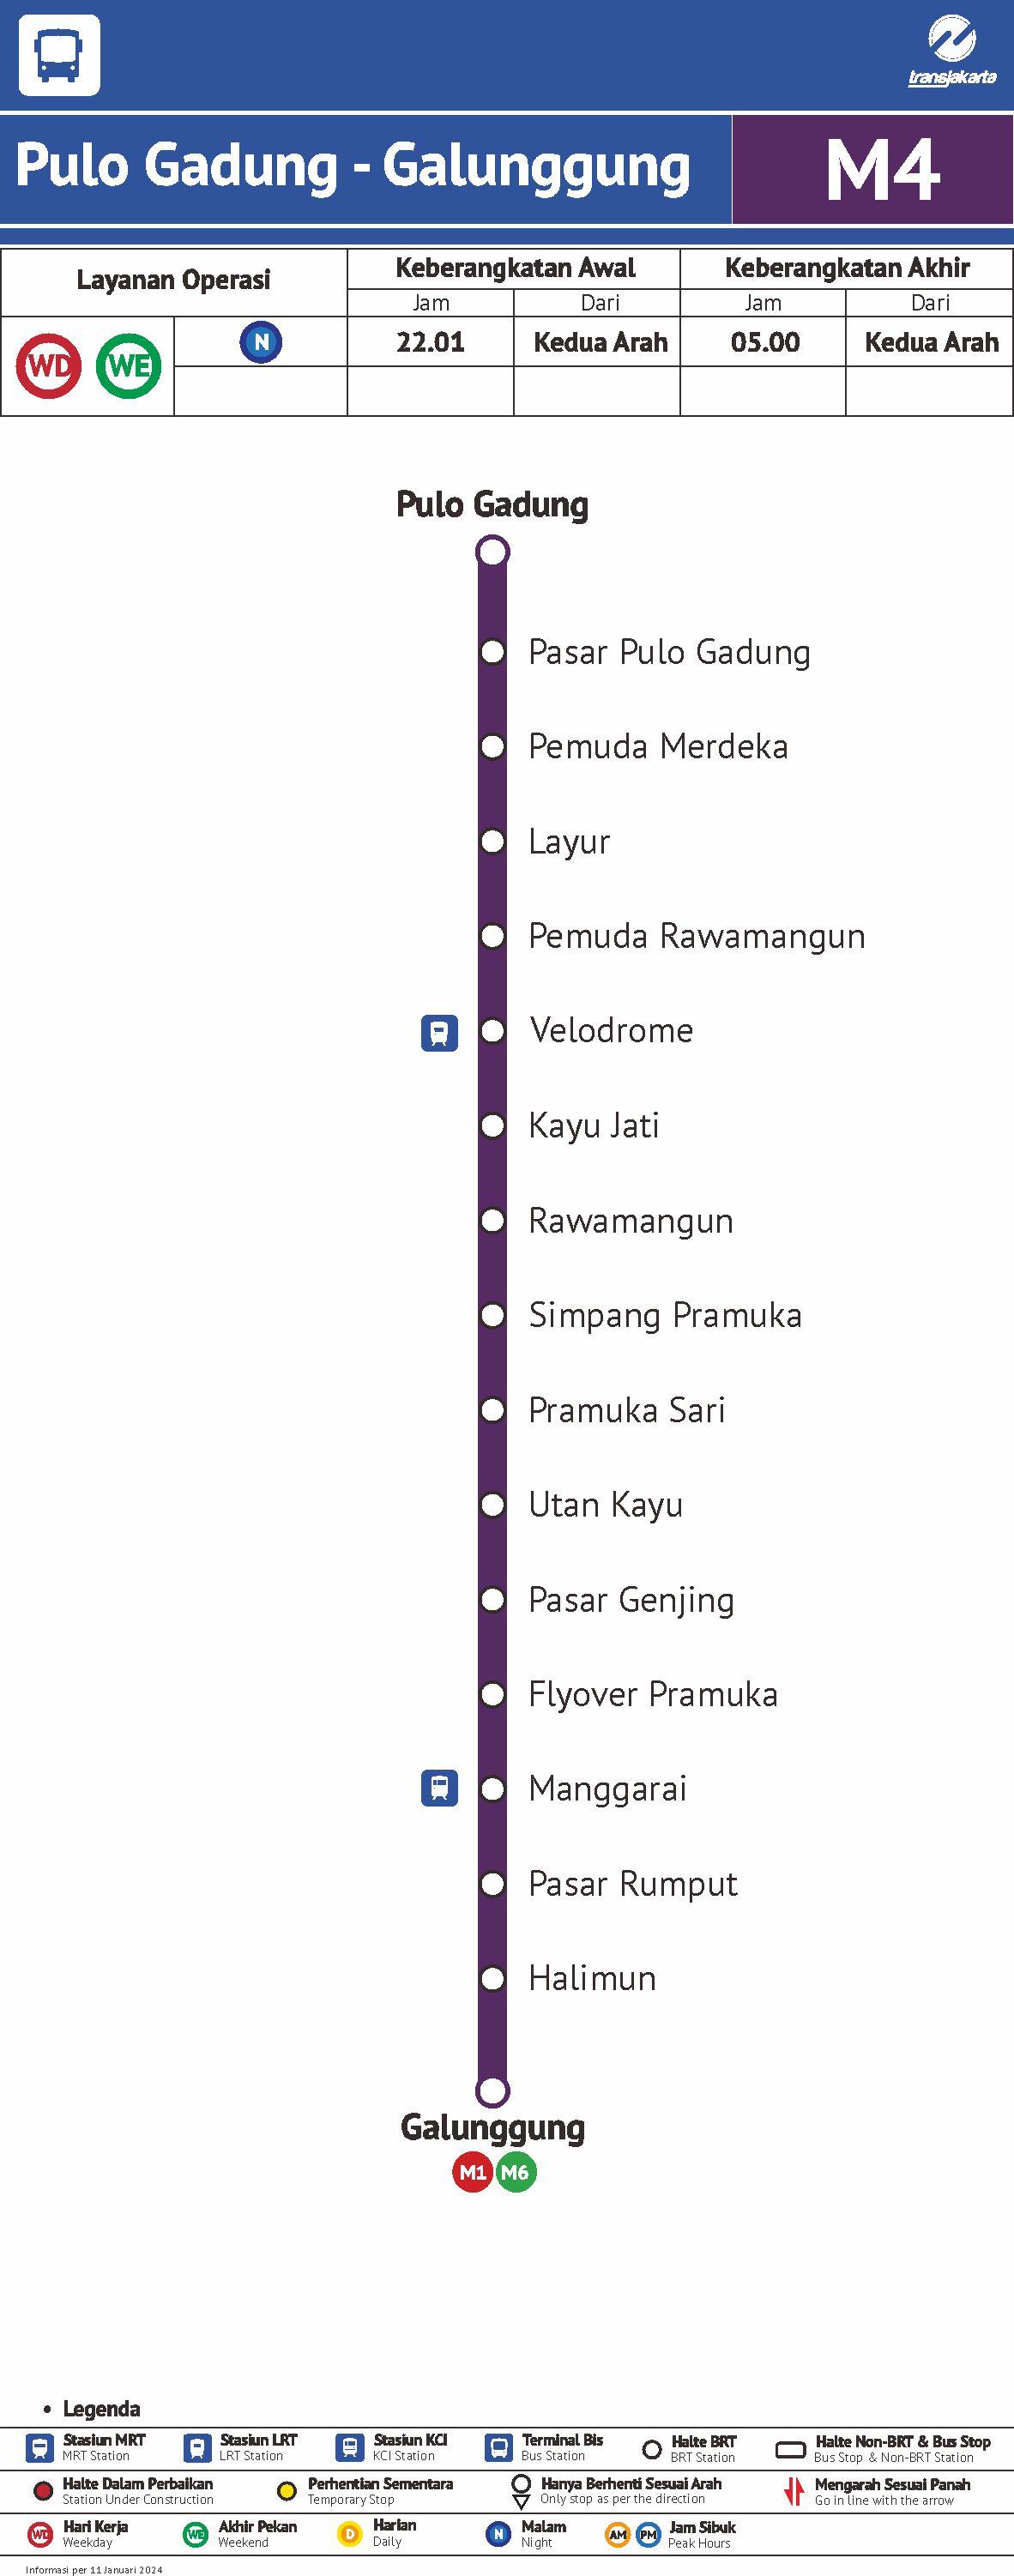 transjakarta
Pulo Gadung - Galunggung
M4
Layanan Operasi
Keberangkatan Awal
Keberangkatan Akhir
Jam
Dari
Jam
Dari
WD
WE
N
22.01
Kedua Arah
05.00
Kedua Arah
Pulo Gadung
Pasar Pulo Gadung
Pemuda Merdeka
Layur
Pemuda Rawamangun
Velodrome
Kayu Jati
Rawamangun
Simpang Pramuka
Pramuka Sari
Utan Kayu
Pasar Genjing
Flyover Pramuka
Manggarai
Pasar Rumput
Halimun
Galunggung
M1 M6
• Legenda
Stasiun MRT
MRT Station
Stasiun LRT
LRT Station
Stasiun KCI
KCI Station
Terminal Bis
Bus Station
Halte BRT
BRT Station
Halte Non-BRT & Bus Stop
Bus Stop & Non-BRT Station
Halte Dalam Perbaikan
Station Under Construction
Perhentian Sementara
Temporary Stop
Hanya Berhenti Sesuai Arah
Only stop as per the direction
Mengarah Sesuai Panah
Go in line with the arrow
WD
Hari Kerja
Weekday
WE
Akhir Pekan
Weekend
D
Harian
Daily
N
Malam
Night
AM PM
Jam Sibuk
Peak Hours
Informasi per 11 Januari 2024